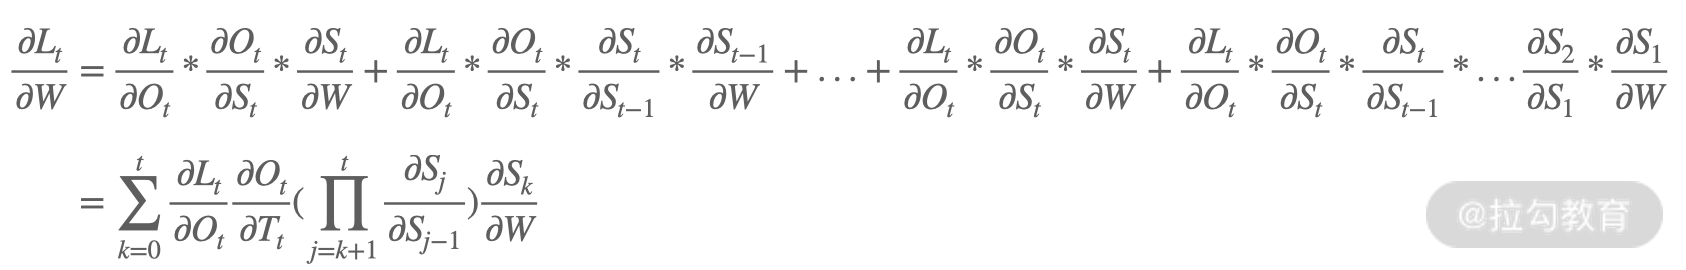 ∂L_t/∂W = ∂L_t/∂O_t * ∂O_t/∂S_t * ∂S_t/∂W + ∂L_t/∂O_t * ∂O_t/∂S_t * ∂S_t/∂S_{t−1} * ∂S_{t−1}/∂W + ... + ∂L_t/∂O_t * ∂O_t/∂S_t * ∂S_t/∂W + ∂L_t/∂O_t * ∂O_t/∂S_t * ∂S_t/∂S_{t−1} * ... ∂S_2/∂S_1 * ∂S_1/∂W
= ∑_{k=0}^{t} ∂L_t/∂O_t ∂O_t/∂T_t (∏_{j=k+1}^{t} ∂S_j/∂S_{j−1}) ∂S_k/∂W
@拉勾教育